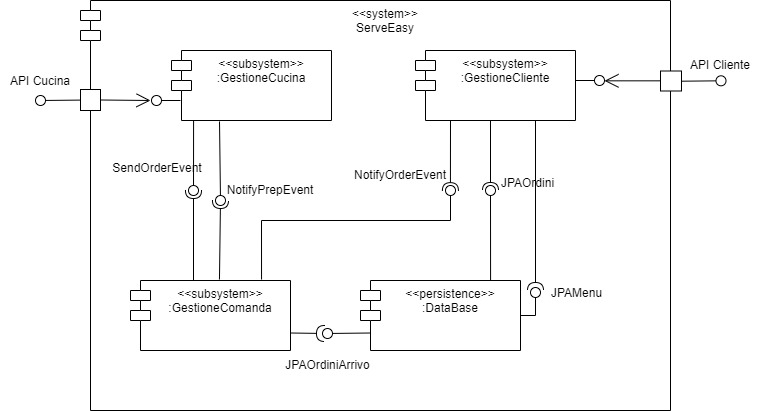 <<system>>
ServeEasy
API Cucina
<<subsystem>>
:GestioneCucina
<<subsystem>>
:GestioneCliente
API Cliente
SendOrderEvent
NotifyPrepEvent
NotifyOrderEvent
JPAOrdini
<<subsystem>>
:GestioneComanda
<<persistence>>
:DataBase
JPAMenu
JPAOrdiniArrivo